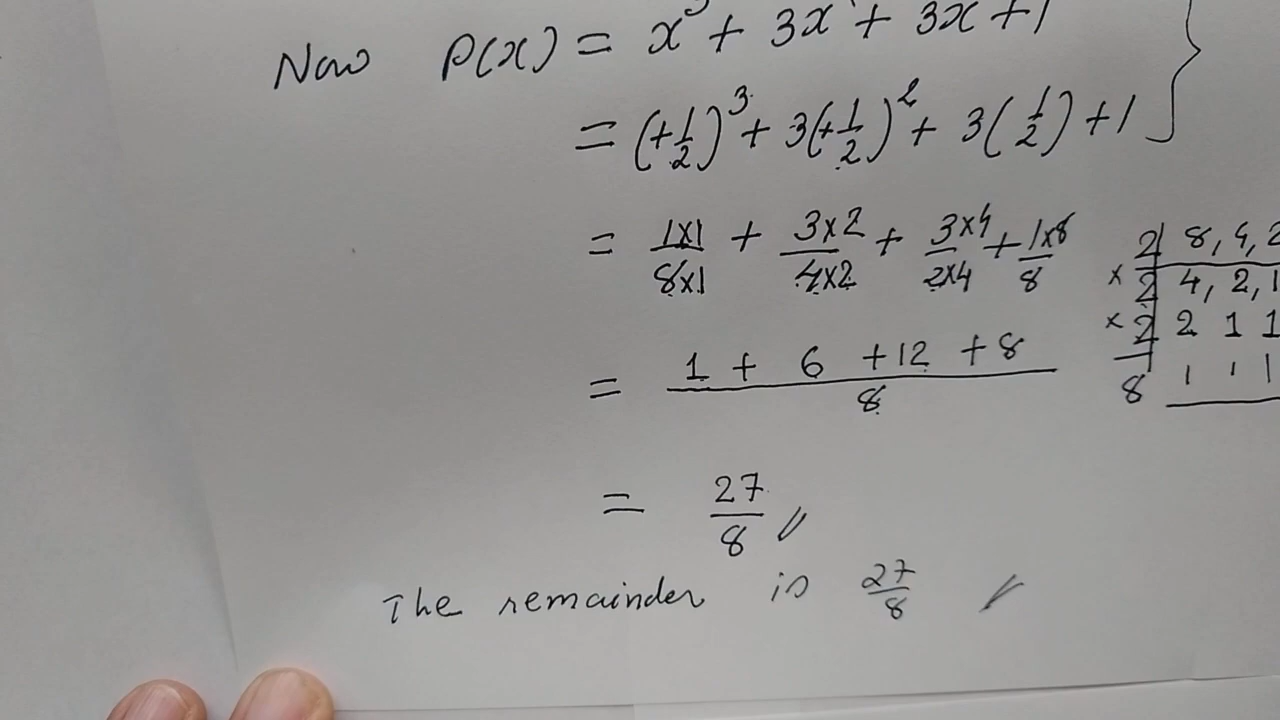 Now P(x) = x³ + 3x + 3x + 1 }
= (+1/2)³ + 3(+1/2)² + 3(1/2) + 1
= 1x1/8x1 + 3x2/4x2 + 3x4/2x4 + 1x8/8
= 1 + 6 + 12 + 8/8
= 27/8
The remainder is 27/8
2 8, 4, 2
x 2 4, 2, 1
x 2 2 1 1
8 1 1 1